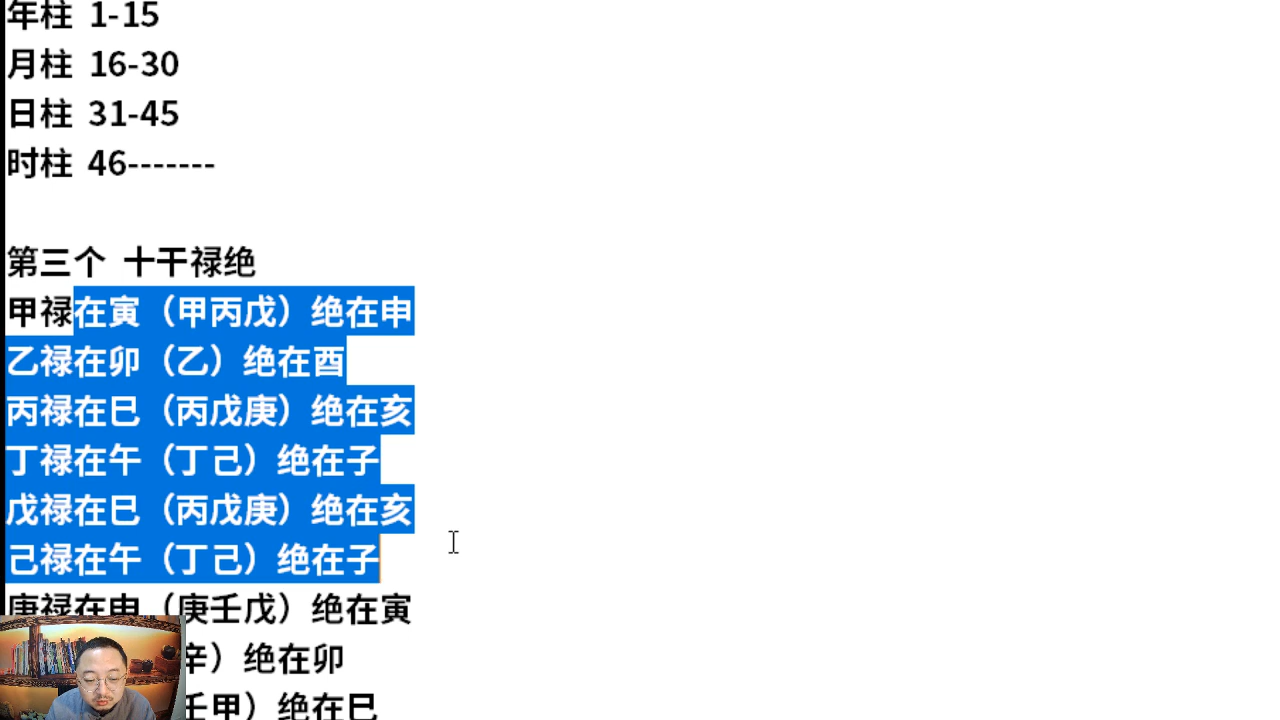 年柱 1-15
月柱 16-30
日柱 31-45
时柱 46-------
第三个 十干禄绝
甲禄在寅（甲丙戊）绝在申
乙禄在卯（乙）绝在酉
丙禄在巳（丙戊庚）绝在亥
丁禄在午（丁己）绝在子
戊禄在巳（丙戊庚）绝在亥
己禄在午（丁己）绝在子
庚禄在申（庚壬戊）绝在寅
辛）绝在卯
壬甲）绝在巳